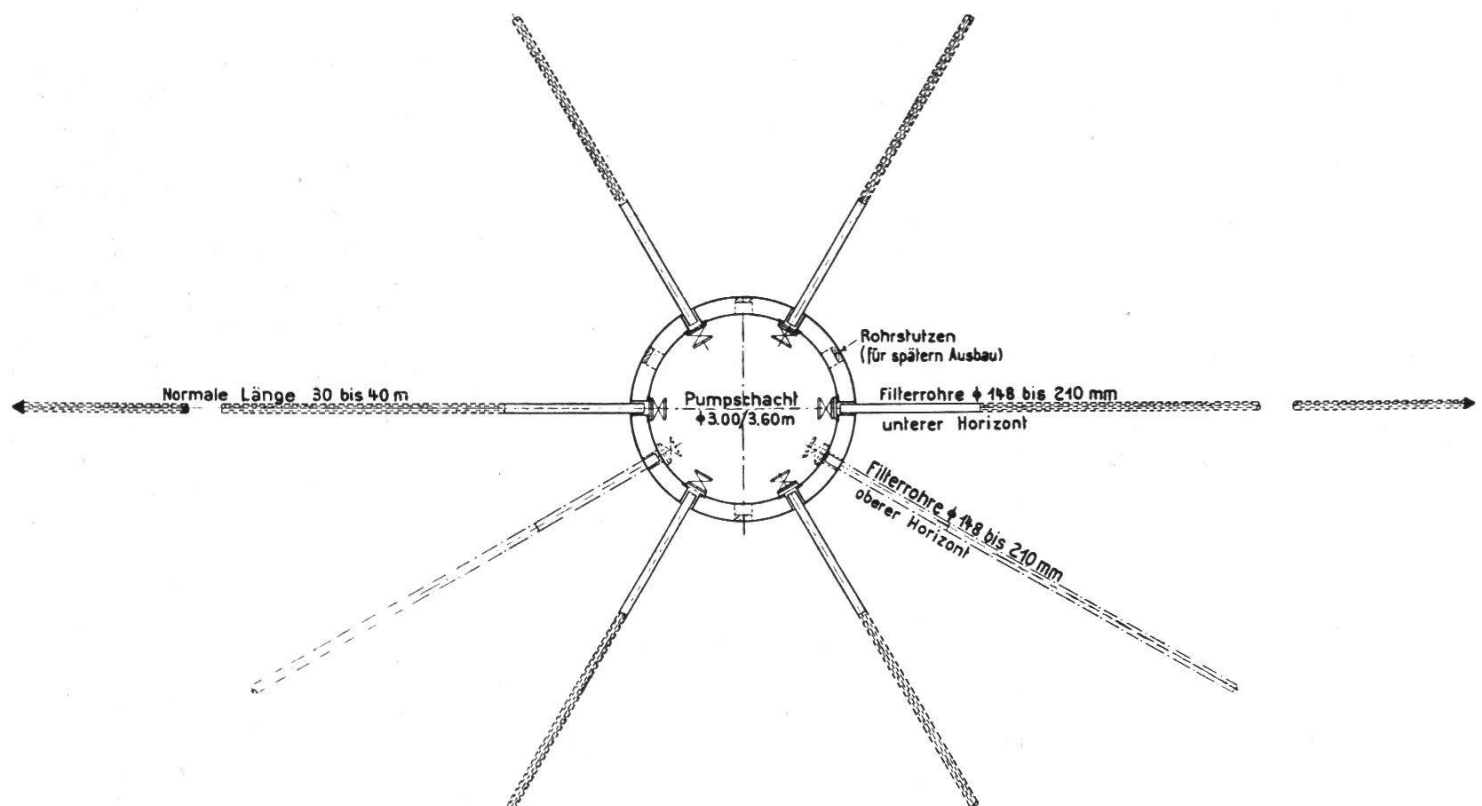 Rohrstutzen
(für spätern Ausbau)
Normale Länge 30 bis 40 m
Pumpschacht
ϕ 3.00/3.60m
Filterrohre ϕ 148 bis 210 mm
unterer Horizont
Filterrohre ϕ 148 bis 210 mm
oberer Horizont